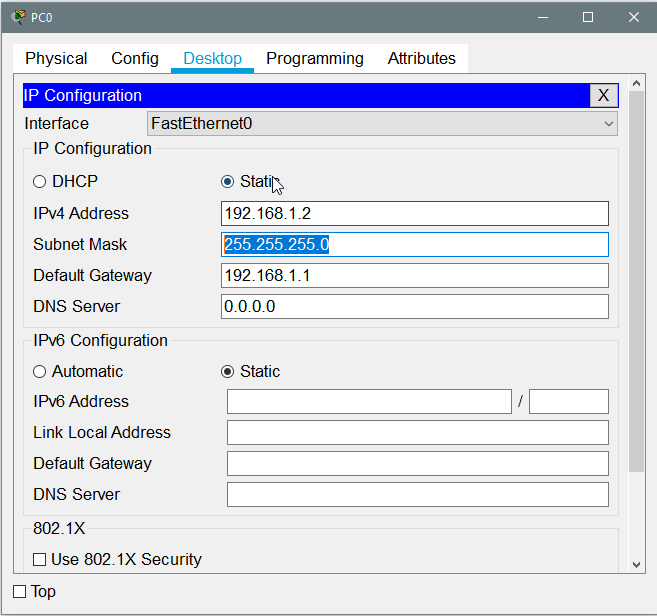 PC0
Physical Config Desktop Programming Attributes
IP Configuration X
Interface FastEthernet0
IP Configuration
DHCP Static
IPv4 Address 192.168.1.2
Subnet Mask 255.255.255.0
Default Gateway 192.168.1.1
DNS Server 0.0.0.0
IPv6 Configuration
Automatic Static
IPv6 Address /
Link Local Address
Default Gateway
DNS Server
802.1X
Use 802.1X Security
Top